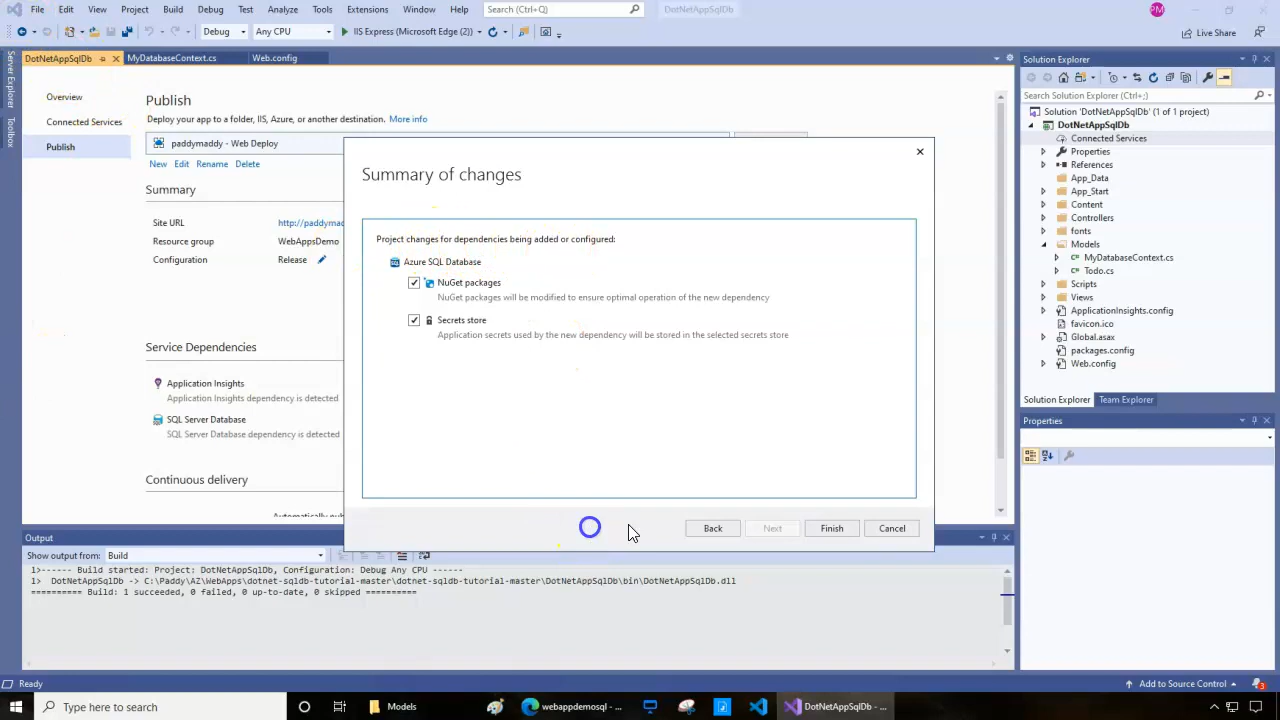 File Edit View Project Build Debug Test Analyze Tools Extensions Window Help Search (Ctrl+Q) DotNetAppSqlDb PM
Debug Any CPU IIS Express (Microsoft Edge (2)) Live Share
Server Explorer
Toolbox
DotNetAppSqlDb MyDatabaseContext.cs Web.config
Overview
Connected Services
Publish
Publish
Deploy your app to a folder, IIS, Azure, or another destination. More info
paddymaddy - Web Deploy
New Edit Rename Delete
Summary
Site URL http://paddymad
Resource group WebAppsDemo
Configuration Release
Service Dependencies
Application Insights
Application Insights dependency is detected
SQL Server Database
SQL Server Database dependency is detected
Continuous delivery
Summary of changes
Project changes for dependencies being added or configured:
Azure SQL Database
NuGet packages
NuGet packages will be modified to ensure optimal operation of the new dependency
Secrets store
Application secrets used by the new dependency will be stored in the selected secrets store
Back Next Finish Cancel
Solution Explorer
Search Solution Explorer (Ctrl+;)
Solution 'DotNetAppSqlDb' (1 of 1 project)
DotNetAppSqlDb
Connected Services
Properties
References
App_Data
App_Start
Content
Controllers
fonts
Models
MyDatabaseContext.cs
Todo.cs
Scripts
Views
ApplicationInsights.config
favicon.ico
Global.asax
packages.config
Web.config
Solution Explorer Team Explorer
Properties
Output
Show output from: Build
1>------ Build started: Project: DotNetAppSqlDb, Configuration: Debug Any CPU ------
1> DotNetAppSqlDb -> C:\Paddy\AZ\WebApps\dotnet-sqldb-tutorial-master\dotnet-sqldb-tutorial-master\DotNetAppSqlDb\bin\DotNetAppSqlDb.dll
========== Build: 1 succeeded, 0 failed, 0 up-to-date, 0 skipped ==========
Ready Add to Source Control 3
Type here to search Models webappdemosql - ... DotNetAppSqlDb - ...